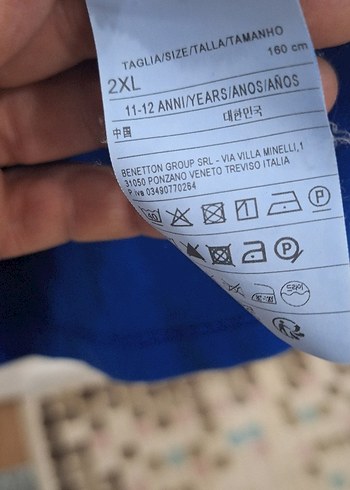 TAGLIA/SIZE/TALLA/TAMANHO
160 cm
2XL
11-12 ANNI/YEARS/ANOS/AÑOS
대한민국
中国
BENETTON GROUP SRL - VIA VILLA MINELLI,1
31050 PONZANO VENETO TREVISO ITALIA
P.iva 03490770264
P
P